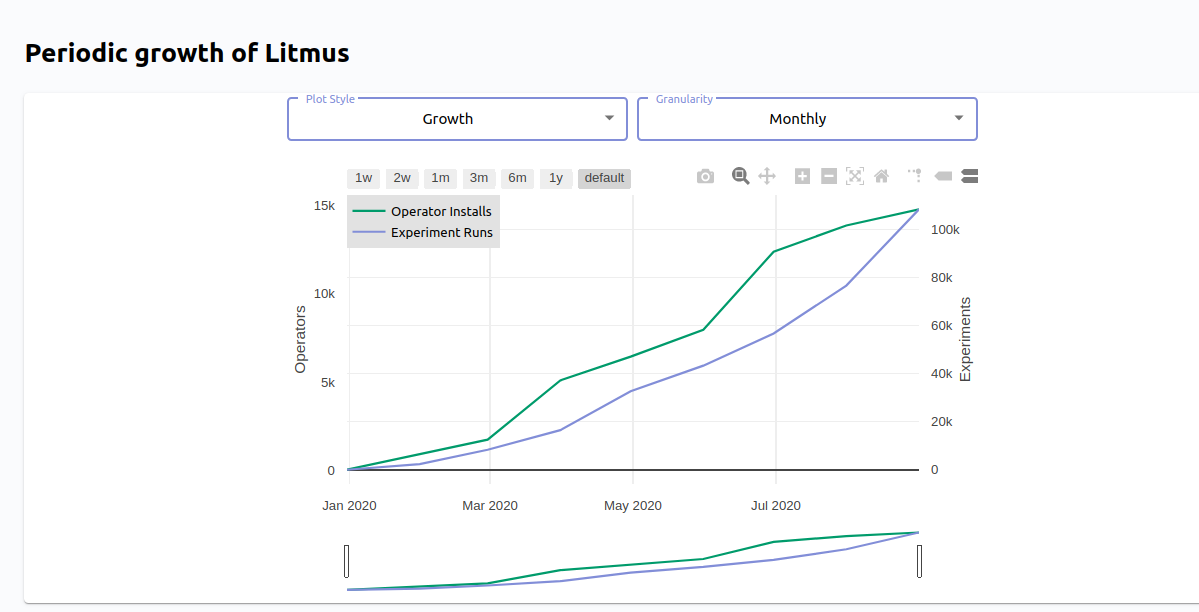 Periodic growth of Litmus
Plot Style
Growth
Granularity
Monthly
1w 2w 1m 3m 6m 1y default
Operator Installs
Experiment Runs
15k
10k
5k
0
Operators
100k
80k
60k
40k
20k
0
Experiments
Jan 2020 Mar 2020 May 2020 Jul 2020